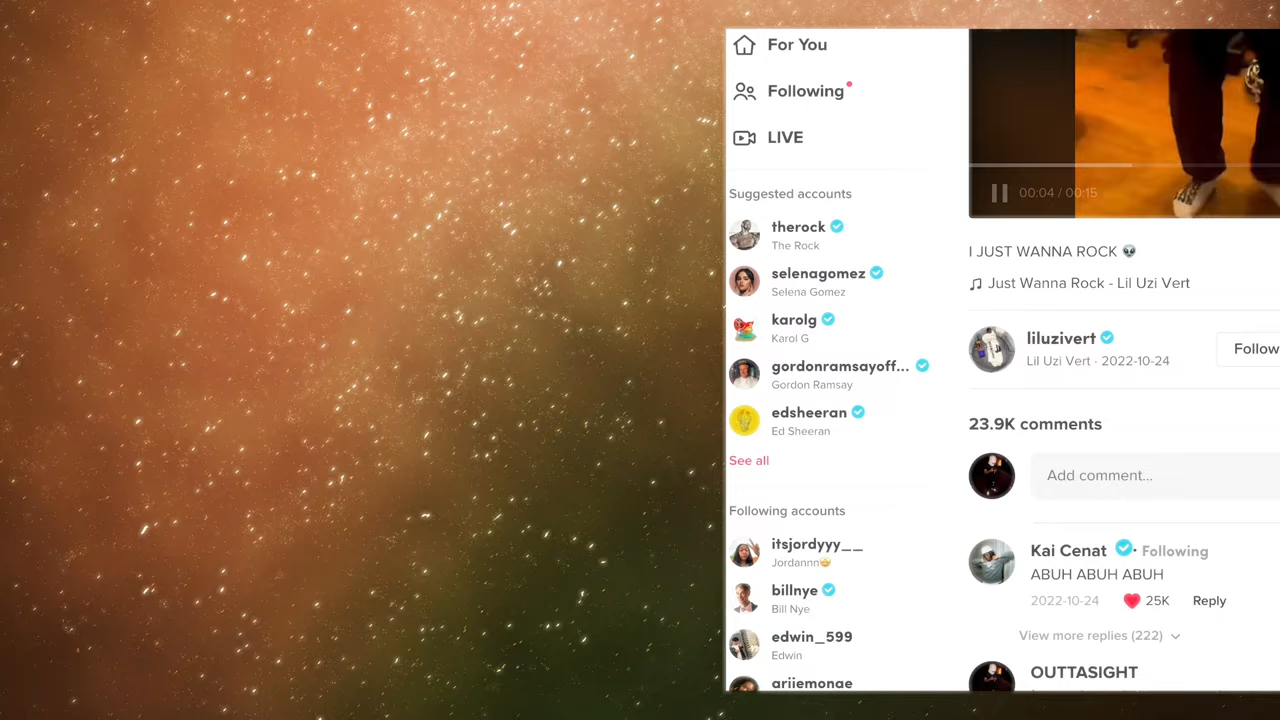 For You
Following
LIVE
Suggested accounts
therock
The Rock
selenagomez
Selena Gomez
karolg
Karol G
gordonramsayoff...
Gordon Ramsay
edsheeran
Ed Sheeran
See all
Following accounts
itsjordyyy__
Jordannn🤩
billnye
Bill Nye
edwin_599
Edwin
ariiemonae
00:04 / 00:15
I JUST WANNA ROCK 👽
Just Wanna Rock - Lil Uzi Vert
liluzivert
Lil Uzi Vert · 2022-10-24
Follow
23.9K comments
Add comment...
Kai Cenat · Following
ABUH ABUH ABUH
2022-10-24 25K Reply
View more replies (222)
OUTTASIGHT